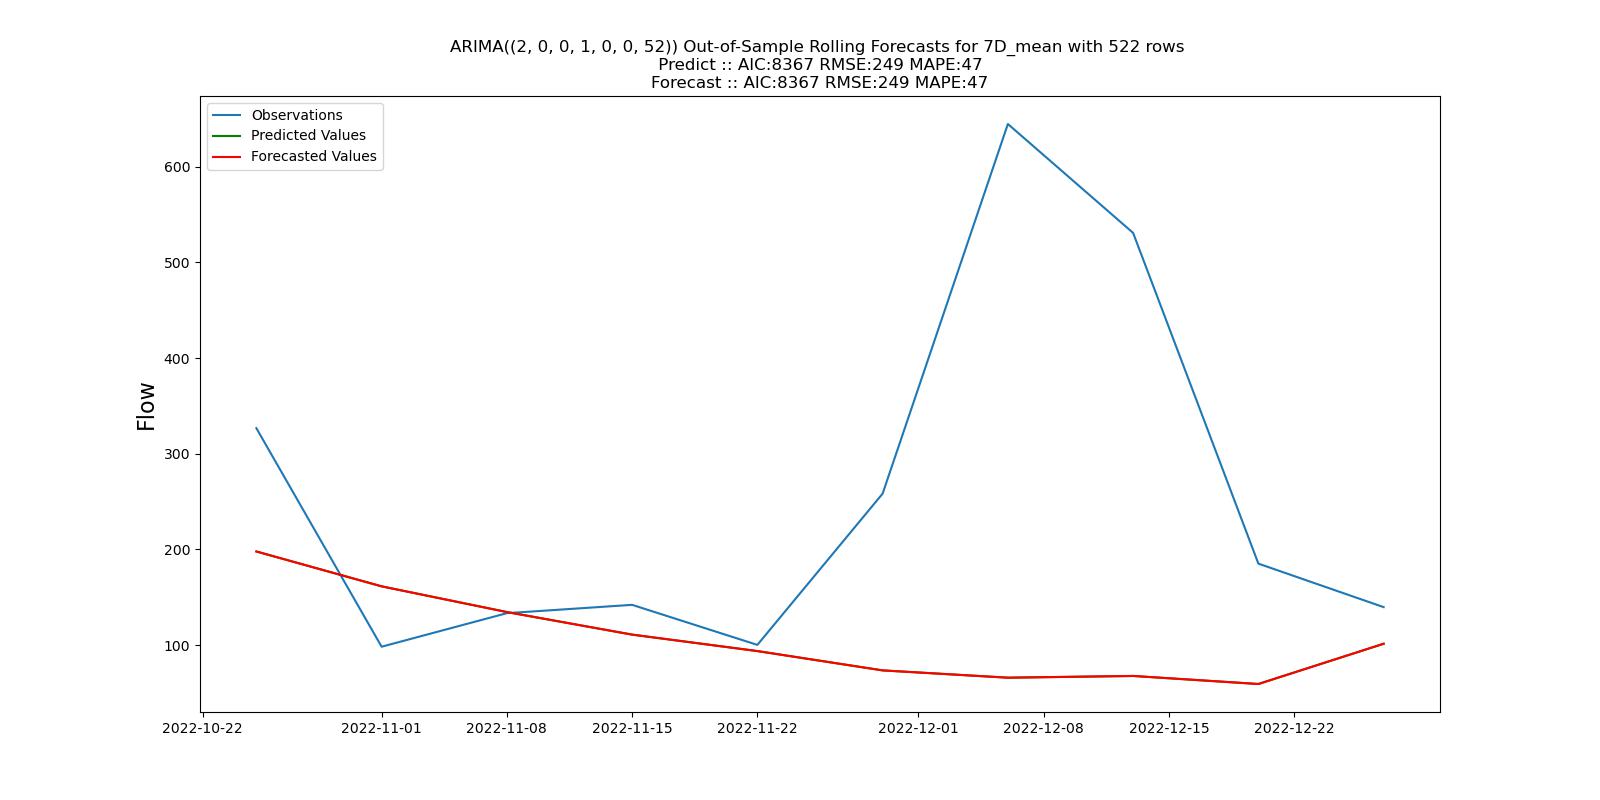 ARIMA((2, 0, 0, 1, 0, 0, 52)) Out-of-Sample Rolling Forecasts for 7D_mean with 522 rows
Predict :: AIC:8367 RMSE:249 MAPE:47
Forecast :: AIC:8367 RMSE:249 MAPE:47
Observations
Predicted Values
Forecasted Values
600
500
400
300
200
100
Flow
2022-10-22 2022-11-01 2022-11-08 2022-11-15 2022-11-22 2022-12-01 2022-12-08 2022-12-15 2022-12-22